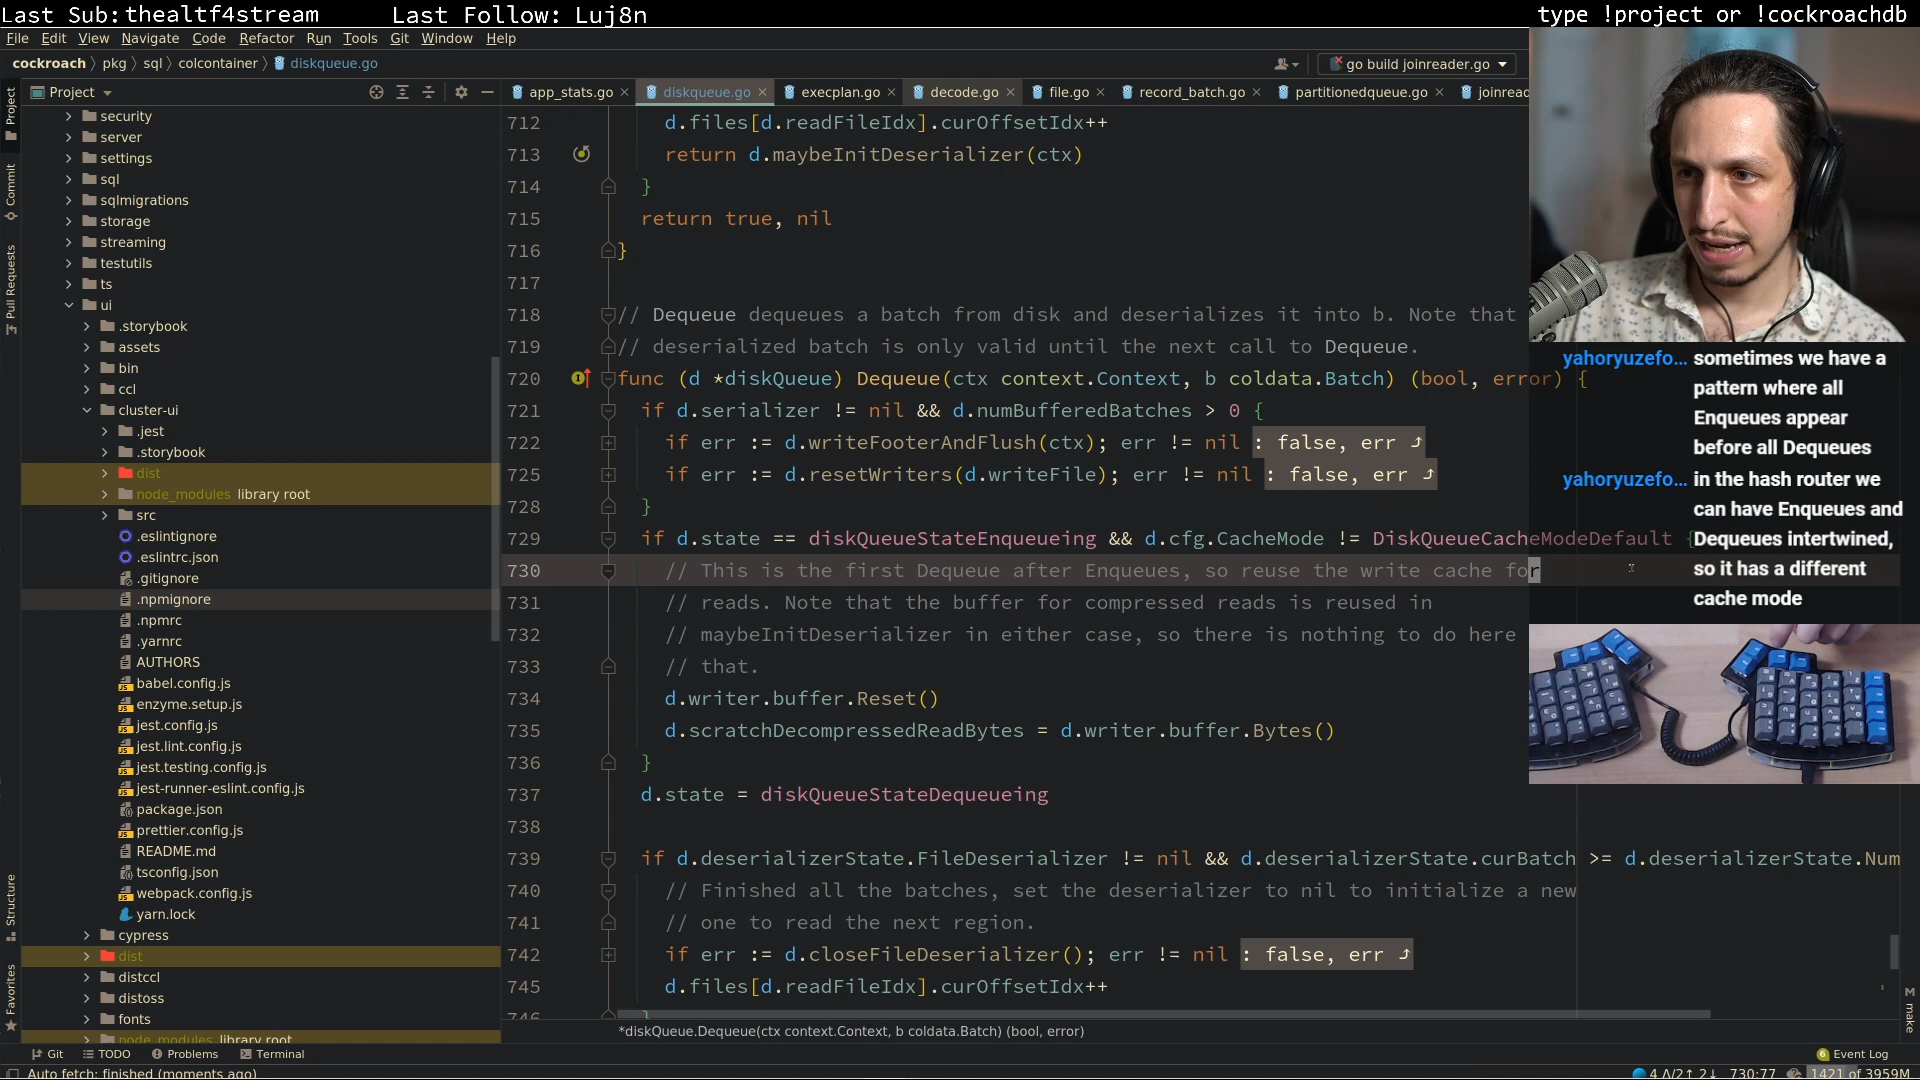 Last Sub:thealtf4stream
Last Follow: Luj8n
type !project or !cockroachdb
File Edit View Navigate Code Refactor Run Tools Git Window Help
cockroach pkg sql colcontainer diskqueue.go
go build joinreader.go
Project
app_stats.go diskqueue.go execplan.go decode.go file.go record_batch.go partitionedqueue.go joinread
Project
Commit
Pull Requests
Structure
Favorites
security
server
settings
sql
sqlmigrations
storage
streaming
testutils
ts
ui
.storybook
assets
bin
ccl
cluster-ui
.jest
.storybook
dist
node_modules library root
src
.eslintignore
.eslintrc.json
.gitignore
.npmignore
.npmrc
.yarnrc
AUTHORS
babel.config.js
enzyme.setup.js
jest.config.js
jest.lint.config.js
jest.testing.config.js
jest-runner-eslint.config.js
package.json
prettier.config.js
README.md
tsconfig.json
webpack.config.js
yarn.lock
cypress
dist
distccl
distoss
fonts
node_modules library root
712 d.files[d.readFileIdx].curOffsetIdx++
713 return d.maybeInitDeserializer(ctx)
714 }
715 return true, nil
716 }
717
718 // Dequeue dequeues a batch from disk and deserializes it into b. Note that
719 // deserialized batch is only valid until the next call to Dequeue.
720 func (d *diskQueue) Dequeue(ctx context.Context, b coldata.Batch) (bool, error) {
721 if d.serializer != nil && d.numBufferedBatches > 0 {
722 if err := d.writeFooterAndFlush(ctx); err != nil : false, err
725 if err := d.resetWriters(d.writeFile); err != nil : false, err
728 }
729 if d.state == diskQueueStateEnqueueing && d.cfg.CacheMode != DiskQueueCacheModeDefault {
730 // This is the first Dequeue after Enqueues, so reuse the write cache for
731 // reads. Note that the buffer for compressed reads is reused in
732 // maybeInitDeserializer in either case, so there is nothing to do here
733 // that.
734 d.writer.buffer.Reset()
735 d.scratchDecompressedReadBytes = d.writer.buffer.Bytes()
736 }
737 d.state = diskQueueStateDequeueing
738
739 if d.deserializerState.FileDeserializer != nil && d.deserializerState.curBatch >= d.deserializerState.Num
740 // Finished all the batches, set the deserializer to nil to initialize a new
741 // one to read the next region.
742 if err := d.closeFileDeserializer(); err != nil : false, err
745 d.files[d.readFileIdx].curOffsetIdx++
746 }
*diskQueue.Dequeue(ctx context.Context, b coldata.Batch) (bool, error)
yahoryuzefo... sometimes we have a
pattern where all
Enqueues appear
before all Dequeues
yahoryuzefo... in the hash router we
can have Enqueues and
Dequeues intertwined,
so it has a different
cache mode
make
Git TODO Problems Terminal
6 Event Log
Auto fetch: finished (moments ago)
730:77 1421 of 3959M